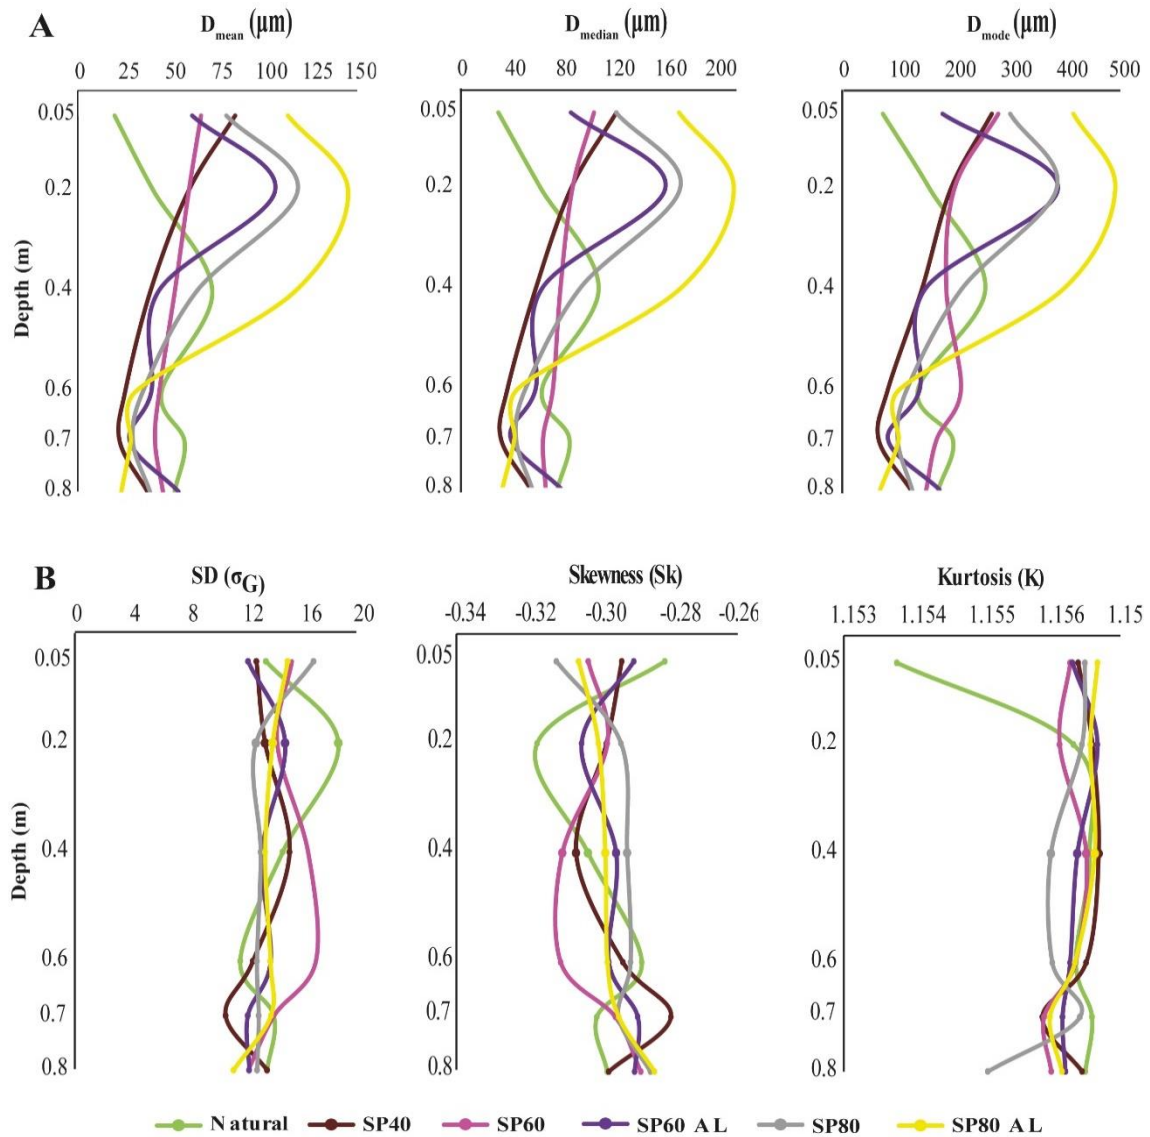 A
D mean (µm)
D median (µm)
D mode (µm)
0 25 50 75 100 125 150
0 40 80 120 160 200
0 100 200 300 400 500
Depth (m)
0.05
0.2
0.4
0.6
0.7
0.8
0.05
0.2
0.4
0.6
0.7
0.8
0.05
0.2
0.4
0.6
0.7
0.8
B
SD (σG)
Skewness (Sk)
Kurtosis (K)
0 4 8 12 16 20
-0.34 -0.32 -0.30 -0.28 -0.26
1.153 1.154 1.155 1.156 1.15
Depth (m)
0.05
0.2
0.4
0.6
0.7
0.8
0.05
0.2
0.4
0.6
0.7
0.8
0.05
0.2
0.4
0.6
0.7
0.8
Natural SP40 SP60 SP60 AL SP80 SP80 AL